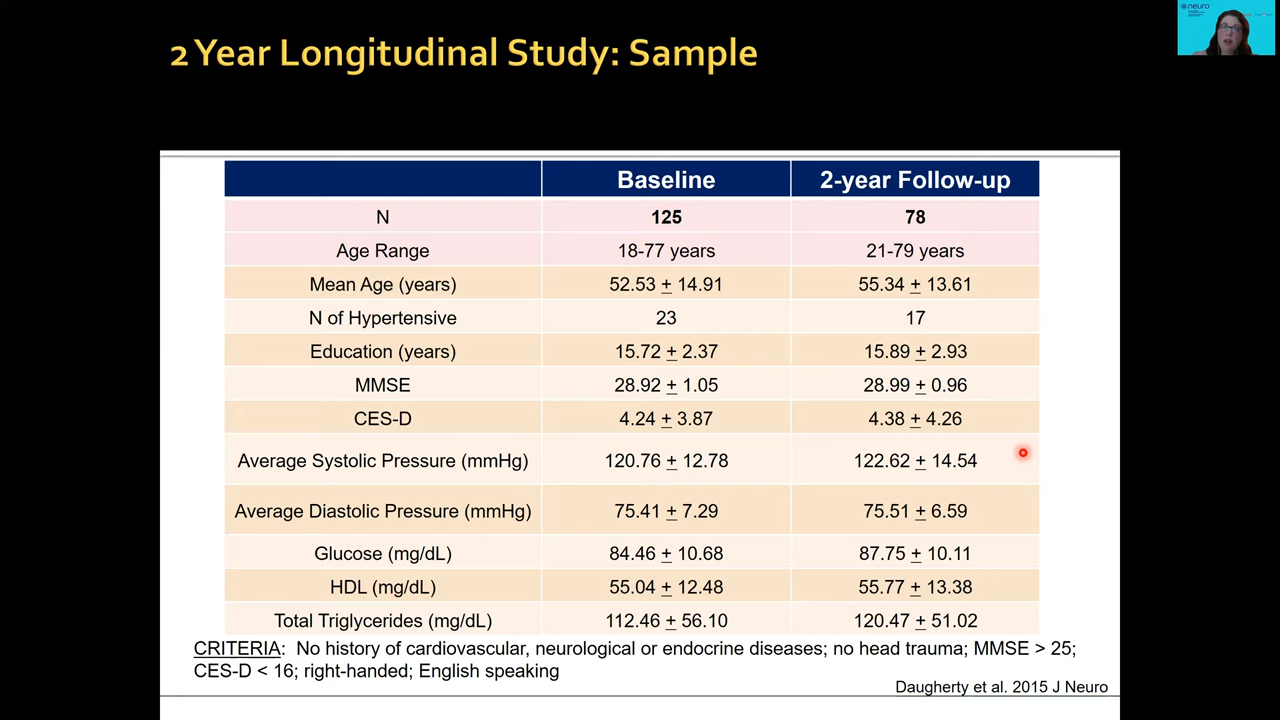 neuro
2 Year Longitudinal Study: Sample
Baseline 2-year Follow-up
N 125 78
Age Range 18-77 years 21-79 years
Mean Age (years) 52.53 ± 14.91 55.34 ± 13.61
N of Hypertensive 23 17
Education (years) 15.72 ± 2.37 15.89 ± 2.93
MMSE 28.92 ± 1.05 28.99 ± 0.96
CES-D 4.24 ± 3.87 4.38 ± 4.26
Average Systolic Pressure (mmHg) 120.76 ± 12.78 122.62 ± 14.54
Average Diastolic Pressure (mmHg) 75.41 ± 7.29 75.51 ± 6.59
Glucose (mg/dL) 84.46 ± 10.68 87.75 ± 10.11
HDL (mg/dL) 55.04 ± 12.48 55.77 ± 13.38
Total Triglycerides (mg/dL) 112.46 ± 56.10 120.47 ± 51.02
CRITERIA: No history of cardiovascular, neurological or endocrine diseases; no head trauma; MMSE > 25;
CES-D < 16; right-handed; English speaking
Daugherty et al. 2015 J Neuro